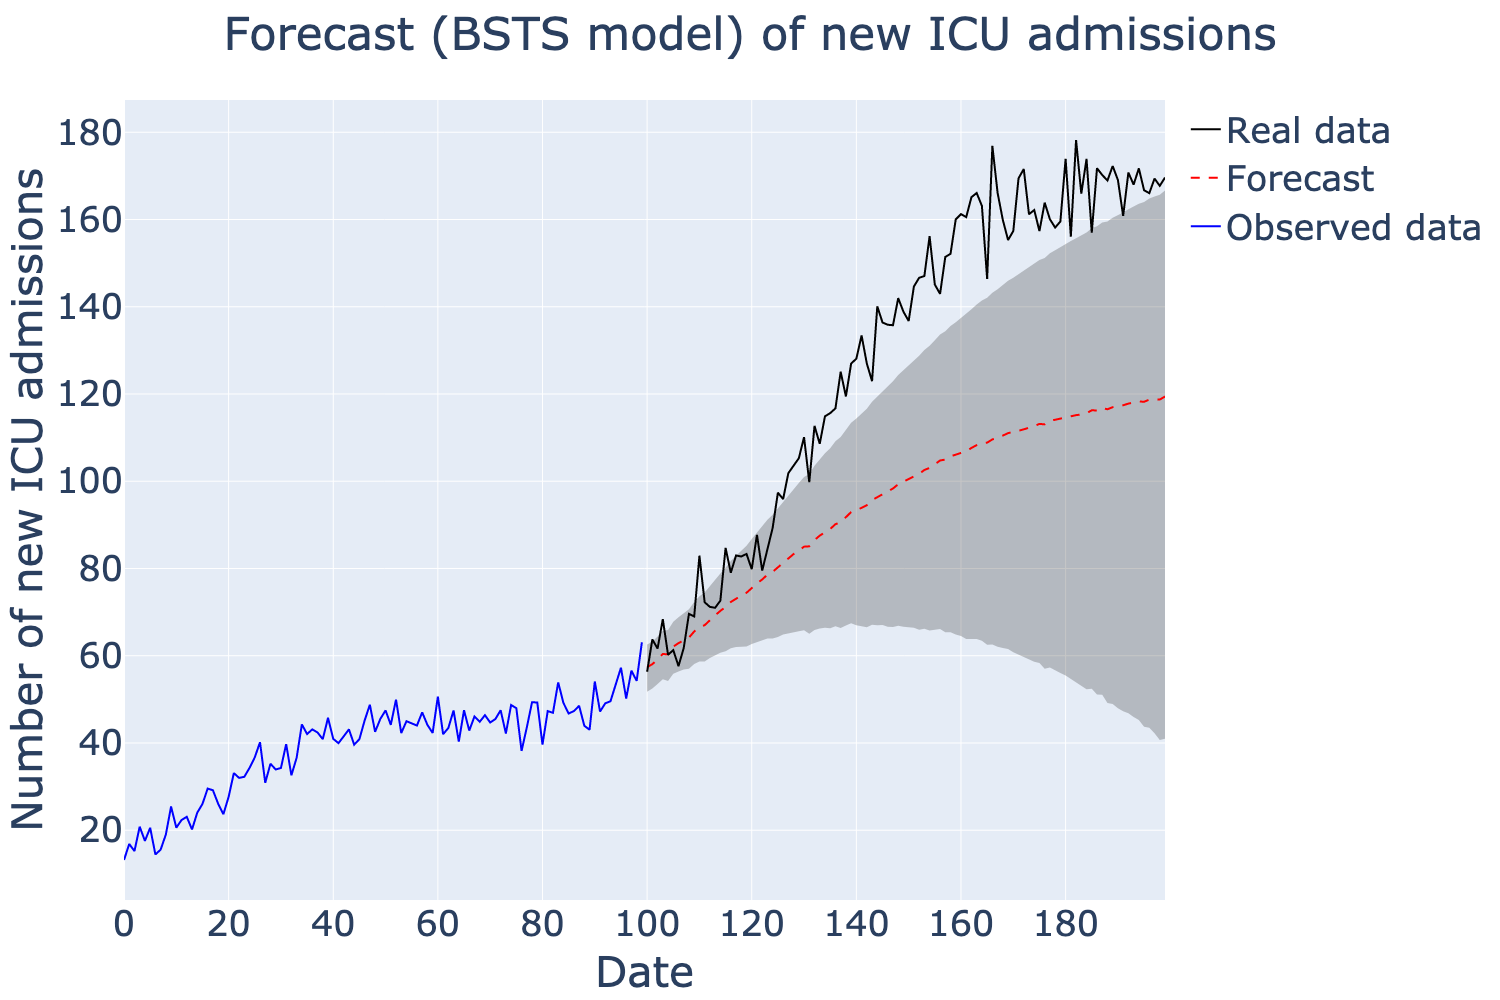 Forecast (BSTS model) of new ICU admissions
Number of new ICU admissions
180
160
140
120
100
80
60
40
20
0 20 40 60 80 100 120 140 160 180
Date
Real data
Forecast
Observed data